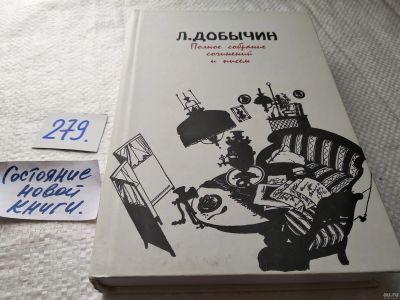 Л. ДОБЫЧИН
Полное собрание
сочинений
и писем
279.
Состояние
новой
книги.
au.ru